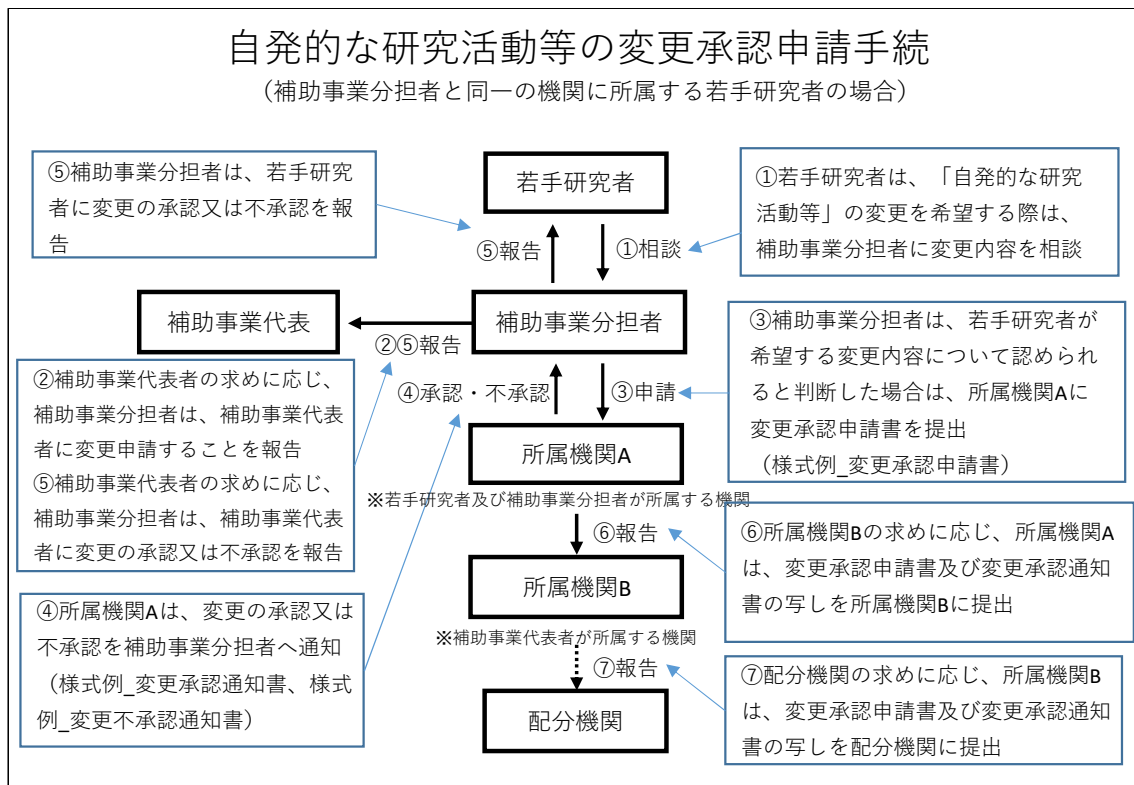 自発的な研究活動等の変更承認申請手続
（補助事業分担者と同一の機関に所属する若手研究者の場合）
⑤補助事業分担者は、若手研究
者に変更の承認又は不承認を報
告
若手研究者
①若手研究者は、「自発的な研究
活動等」の変更を希望する際は、
補助事業分担者に変更内容を相談
⑤報告
①相談
補助事業代表
補助事業分担者
②⑤報告
③補助事業分担者は、若手研究者が
希望する変更内容について認められ
ると判断した場合は、所属機関Aに
変更承認申請書を提出
（様式例_変更承認申請書）
②補助事業代表者の求めに応じ、
補助事業分担者は、補助事業代表
者に変更申請することを報告
⑤補助事業代表者の求めに応じ、
補助事業分担者は、補助事業代表
者に変更の承認又は不承認を報告
④承認・不承認
③申請
所属機関A
※若手研究者及び補助事業分担者が所属する機関
⑥報告
⑥所属機関Bの求めに応じ、所属機関A
は、変更承認申請書及び変更承認通知
書の写しを所属機関Bに提出
所属機関B
※補助事業代表者が所属する機関
④所属機関Aは、変更の承認又は
不承認を補助事業分担者へ通知
（様式例_変更承認通知書、様式
例_変更不承認通知書）
⑦報告
⑦配分機関の求めに応じ、所属機関B
は、変更承認申請書及び変更承認通知
書の写しを配分機関に提出
配分機関